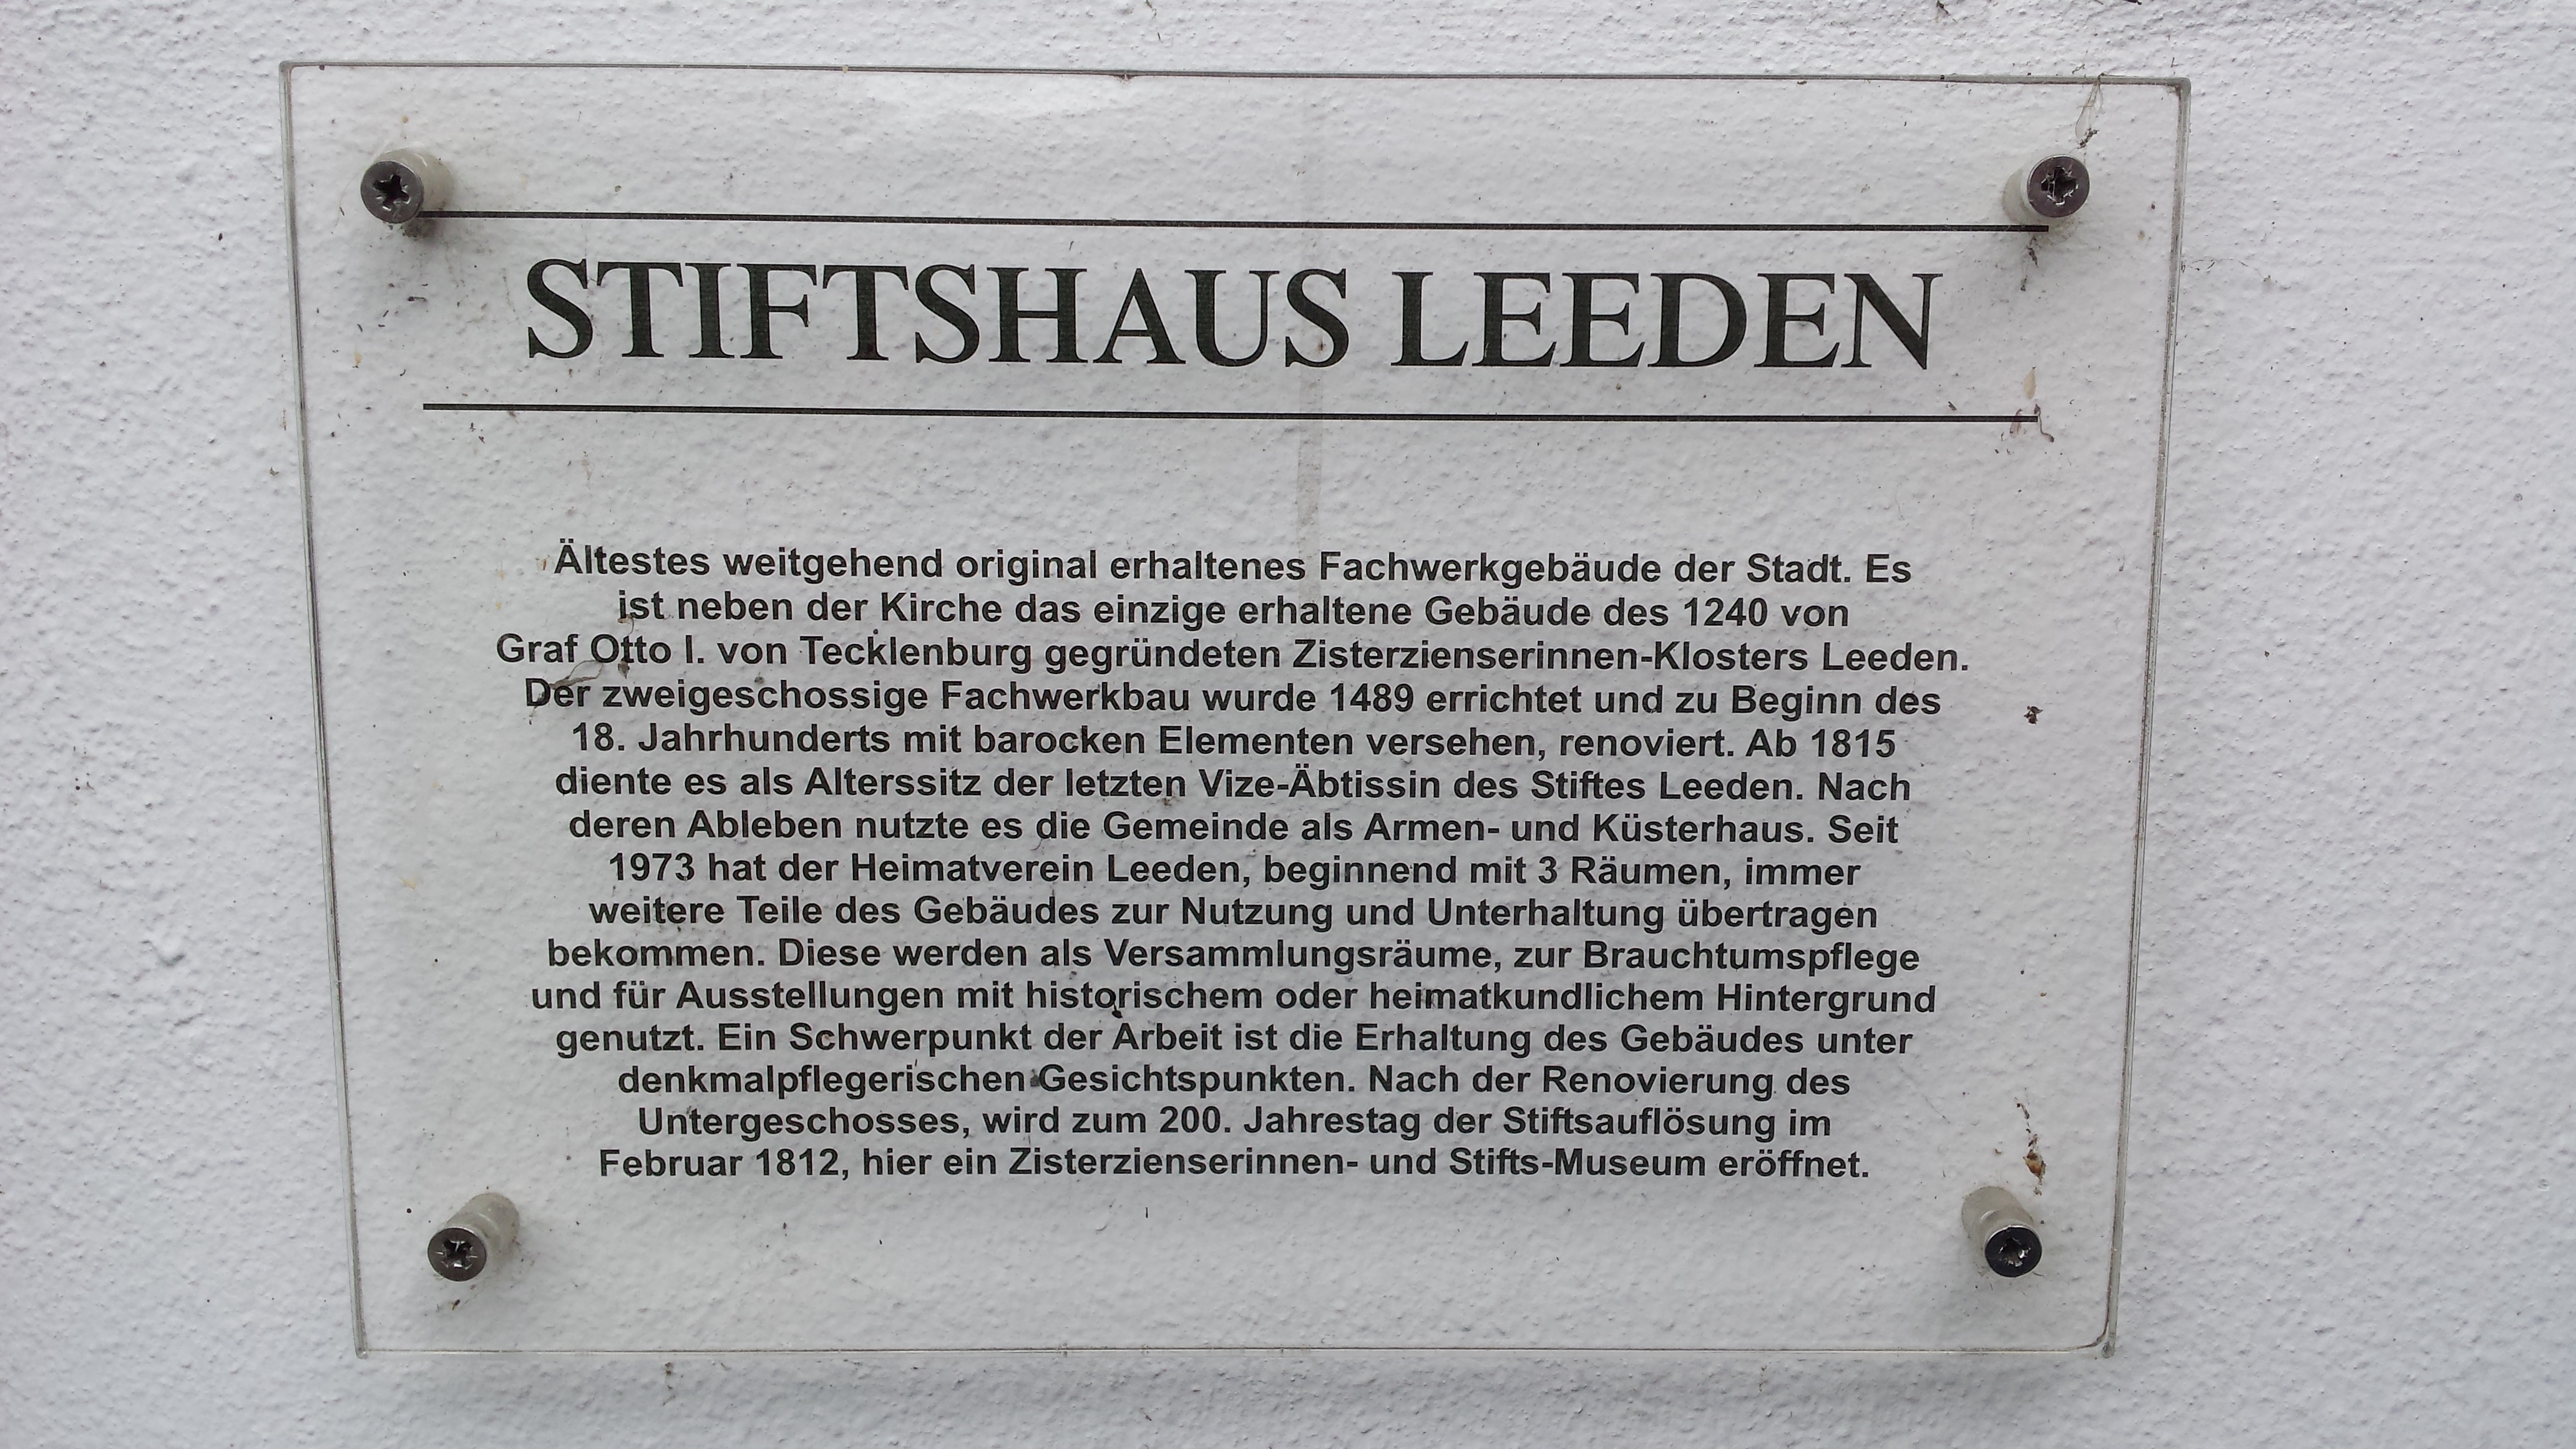 STIFTSHAUS LEEDEN
Ältestes weitgehend original erhaltenes Fachwerkgebäude der Stadt. Es
ist neben der Kirche das einzige erhaltene Gebäude des 1240 von
Graf Otto I. von Tecklenburg gegründeten Zisterzienserinnen-Klosters Leeden.
Der zweigeschossige Fachwerkbau wurde 1489 errichtet und zu Beginn des
18. Jahrhunderts mit barocken Elementen versehen, renoviert. Ab 1815
diente es als Alterssitz der letzten Vize-Äbtissin des Stiftes Leeden. Nach
deren Ableben nutzte es die Gemeinde als Armen- und Küsterhaus. Seit
1973 hat der Heimatverein Leeden, beginnend mit 3 Räumen, immer
weitere Teile des Gebäudes zur Nutzung und Unterhaltung übertragen
bekommen. Diese werden als Versammlungsräume, zur Brauchtumspflege
und für Ausstellungen mit historischem oder heimatkundlichem Hintergrund
genutzt. Ein Schwerpunkt der Arbeit ist die Erhaltung des Gebäudes unter
denkmalpflegerischen Gesichtspunkten. Nach der Renovierung des
Untergeschosses, wird zum 200. Jahrestag der Stiftsauflösung im
Februar 1812, hier ein Zisterzienserinnen- und Stifts-Museum eröffnet.